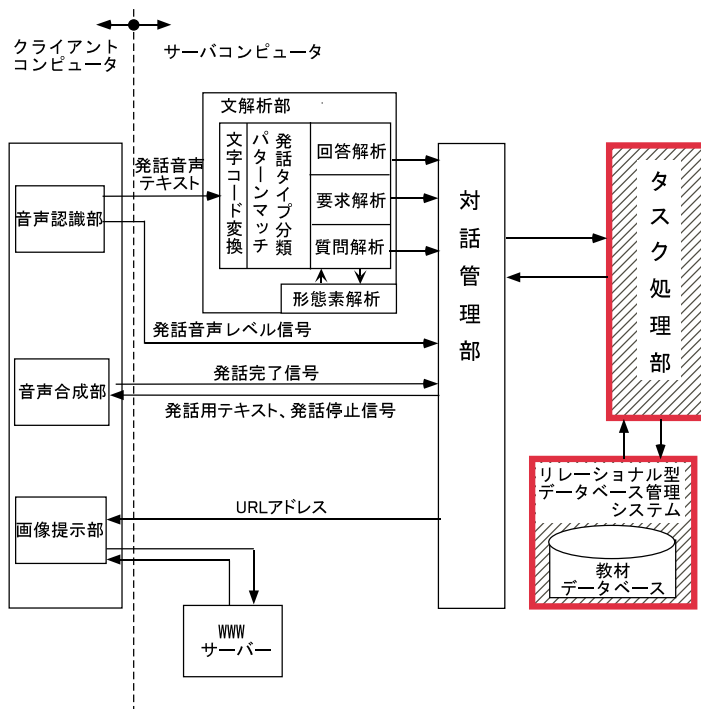 クライアント
コンピュータ
サーバコンピュータ
文解析部
文字コード変換
パターンマッチ
発話タイプ分類
回答解析
要求解析
質問解析
形態素解析
発話音声
テキスト
音声認識部
発話音声レベル信号
対話管理部
タスク処理部
音声合成部
発話完了信号
発話用テキスト、発話停止信号
画像提示部
URLアドレス
WWW
サーバー
リレーショナル型
データベース管理
システム
教材
データベース